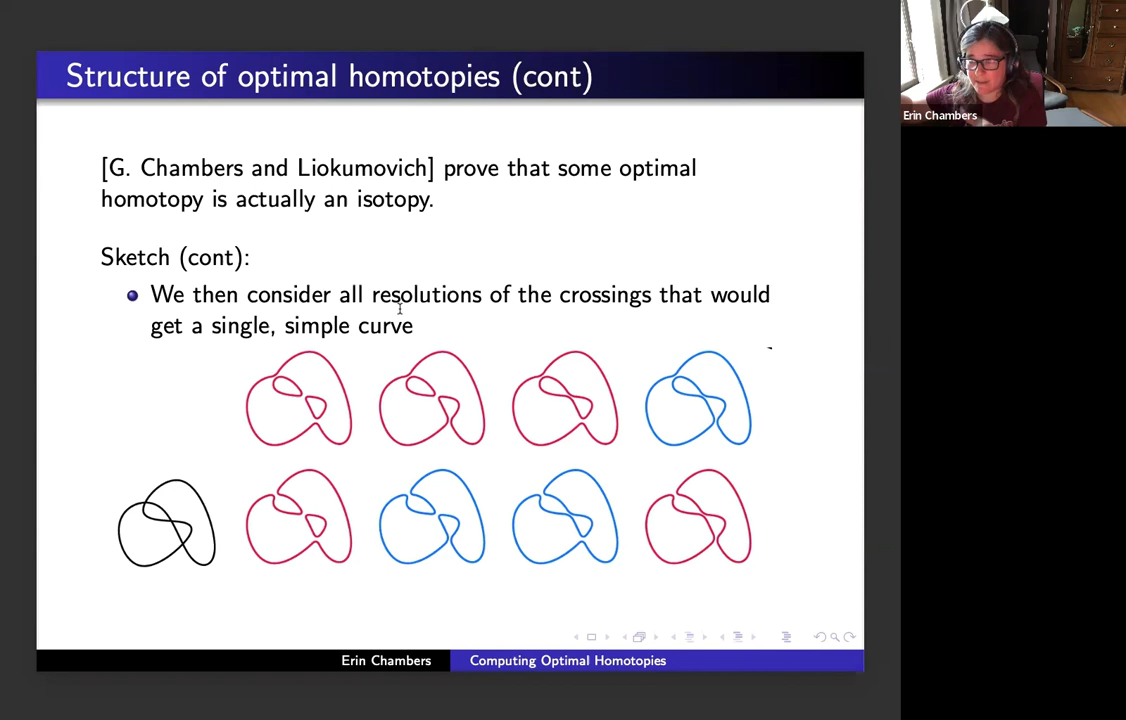 Structure of optimal homotopies (cont)
[G. Chambers and Liokumovich] prove that some optimal
homotopy is actually an isotopy.
Sketch (cont):
We then consider all resolutions of the crossings that would
get a single, simple curve
Erin Chambers
Computing Optimal Homotopies
Erin Chambers